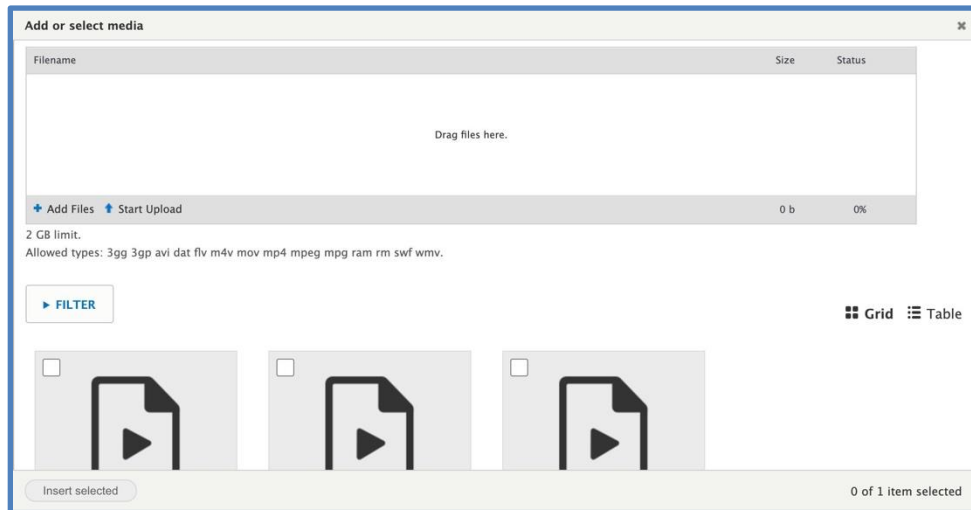 Add or select media
Filename Size Status
Drag files here.
Add Files Start Upload 0 b 0%
2 GB limit.
Allowed types: 3gg 3gp avi dat flv m4v mov mp4 mpeg mpg ram rm swf wmv.
FILTER
Grid Table
Insert selected 0 of 1 item selected